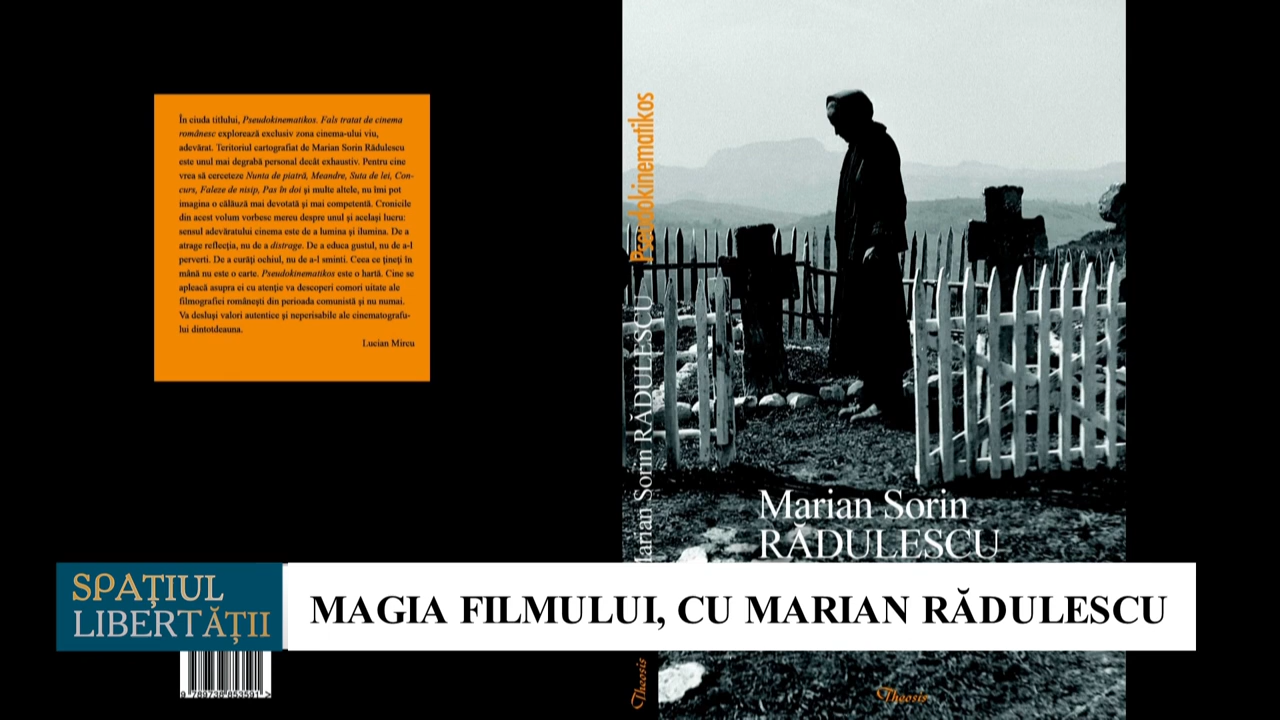 În ciuda titlului, Pseudokinematikos. Fals tratat de cinema
românesc explorează exclusiv zona cinema-ului viu,
adevărat. Teritoriul cartografiat de Marian Sorin Rădulescu
este unul mai degrabă personal decât exhaustiv. Pentru cine
vrea să cerceteze Nunta de piatră, Meandre, Suta de lei, Con-
curs, Faleze de nisip, Pas în doi și multe altele, nu îmi pot
imagina o călăuză mai devotată și mai competentă. Cronicile
din acest volum vorbesc mereu despre unul și același lucru:
sensul adevăratului cinema este de a lumina și ilumina. De a
atrage reflecția, nu de a distrage. De a educa gustul, nu de a-l
perverti. De a curăți ochiul, nu de a-l sminti. Ceea ce țineți în
mână nu este o carte. Pseudokinematikos este o hartă. Cine se
apleacă asupra ei cu atenție va descoperi comori uitate ale
filmografiei românești din perioada comunistă și nu numai.
Va desluși valori autentice și neperisabile ale cinematografu-
lui dintotdeauna.
Lucian Mircu
Pseudokinematikos
Marian Sorin RĂDULESCU
Theosis
Marian Sorin
RĂDULESCU
SPAŢIUL
LIBERTĂŢII
MAGIA FILMULUI, CU MARIAN RĂDULESCU
9 789738 853591 >
Theosis